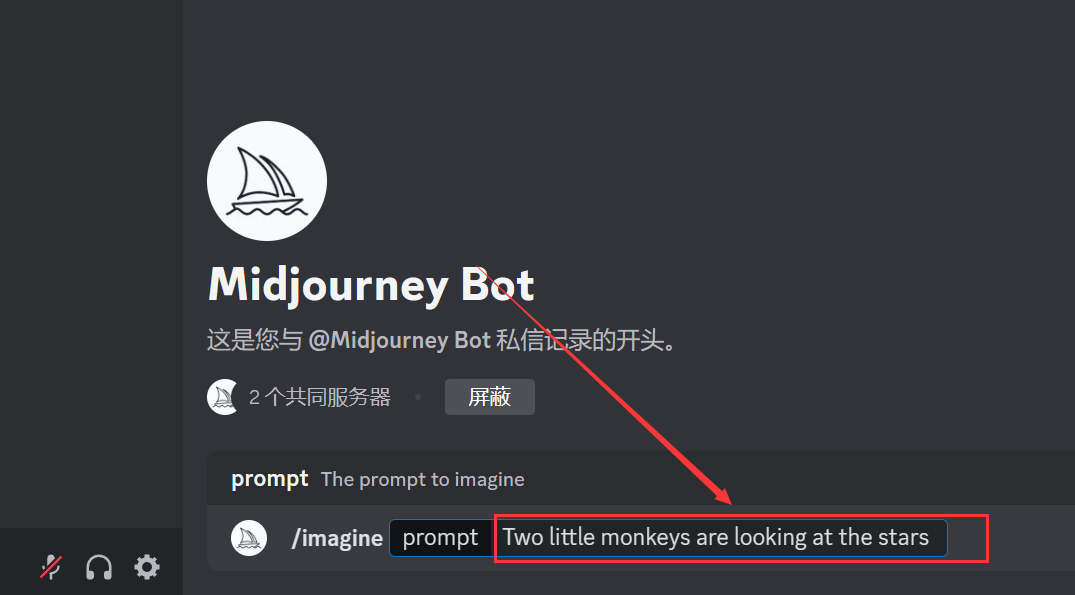 Midjourney Bot
这是您与 @Midjourney Bot 私信记录的开头。
2 个共同服务器 • 屏蔽
prompt The prompt to imagine
/imagine prompt Two little monkeys are looking at the stars